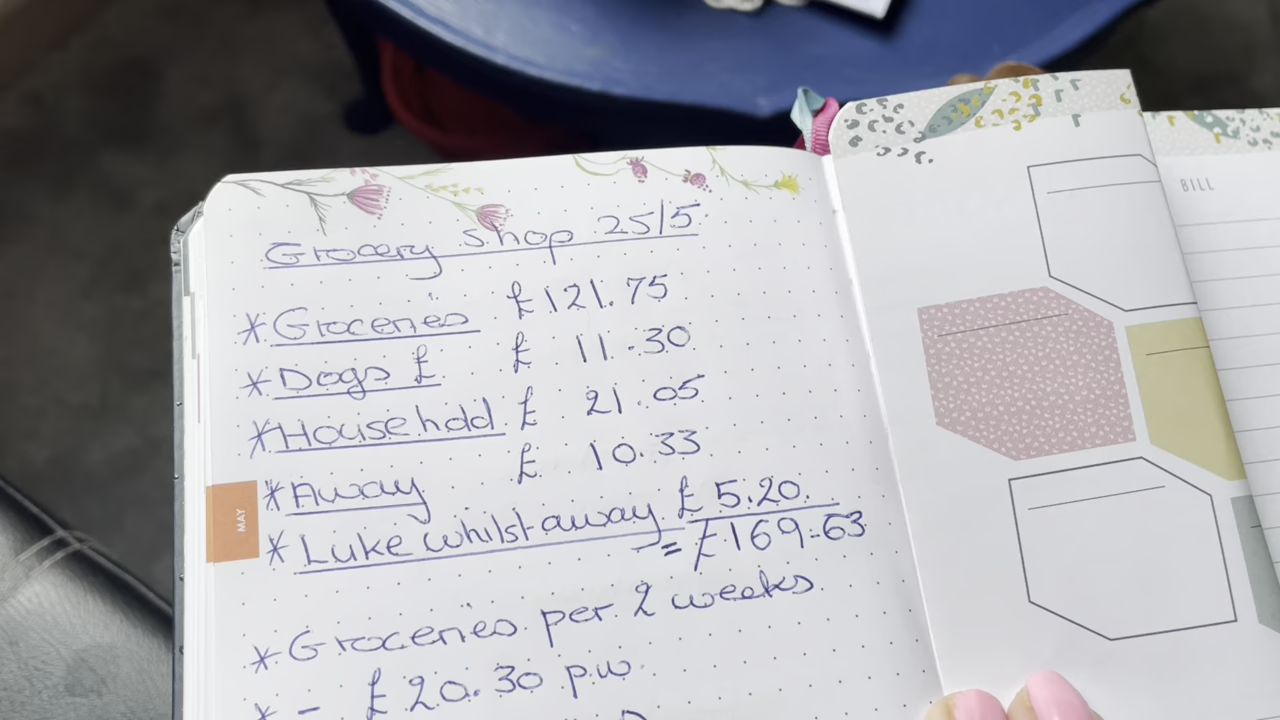 Grocery Shop 25/5
* Groceries £121.75
* Dogs £ £ 11.30
* Household £ 21.05
* Away £ 10.33
* Luke whilst away £ 5.20
= £169-63
* Groceries per 2 weeks
* - £20.30 p.w
MAY
BILL